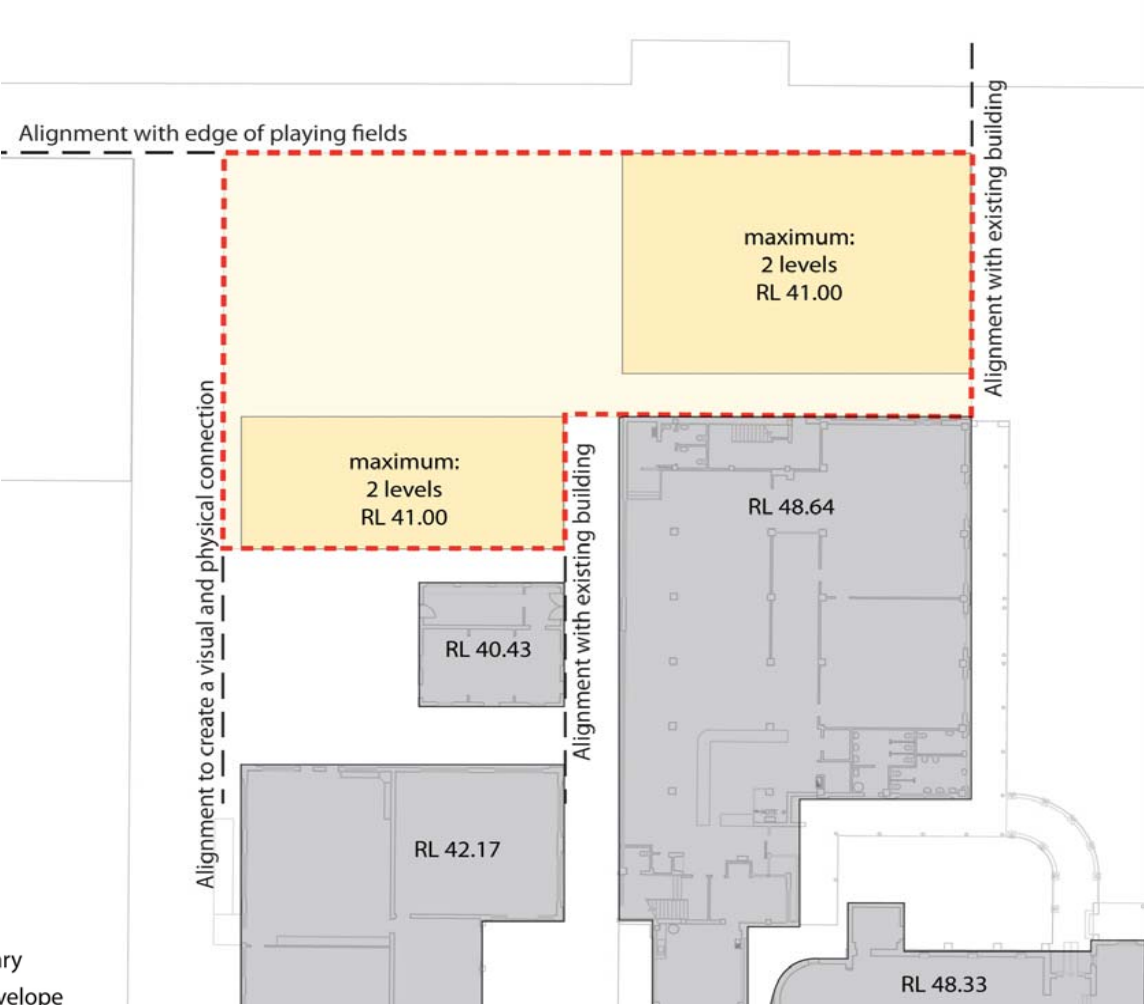 Alignment with edge of playing fields
Alignment with existing building
maximum:
2 levels
RL 41.00
Alignment to create a visual and physical connection
maximum:
2 levels
RL 41.00
Alignment with existing building
RL 48.64
RL 40.43
RL 42.17
ary
velope
RL 48.33